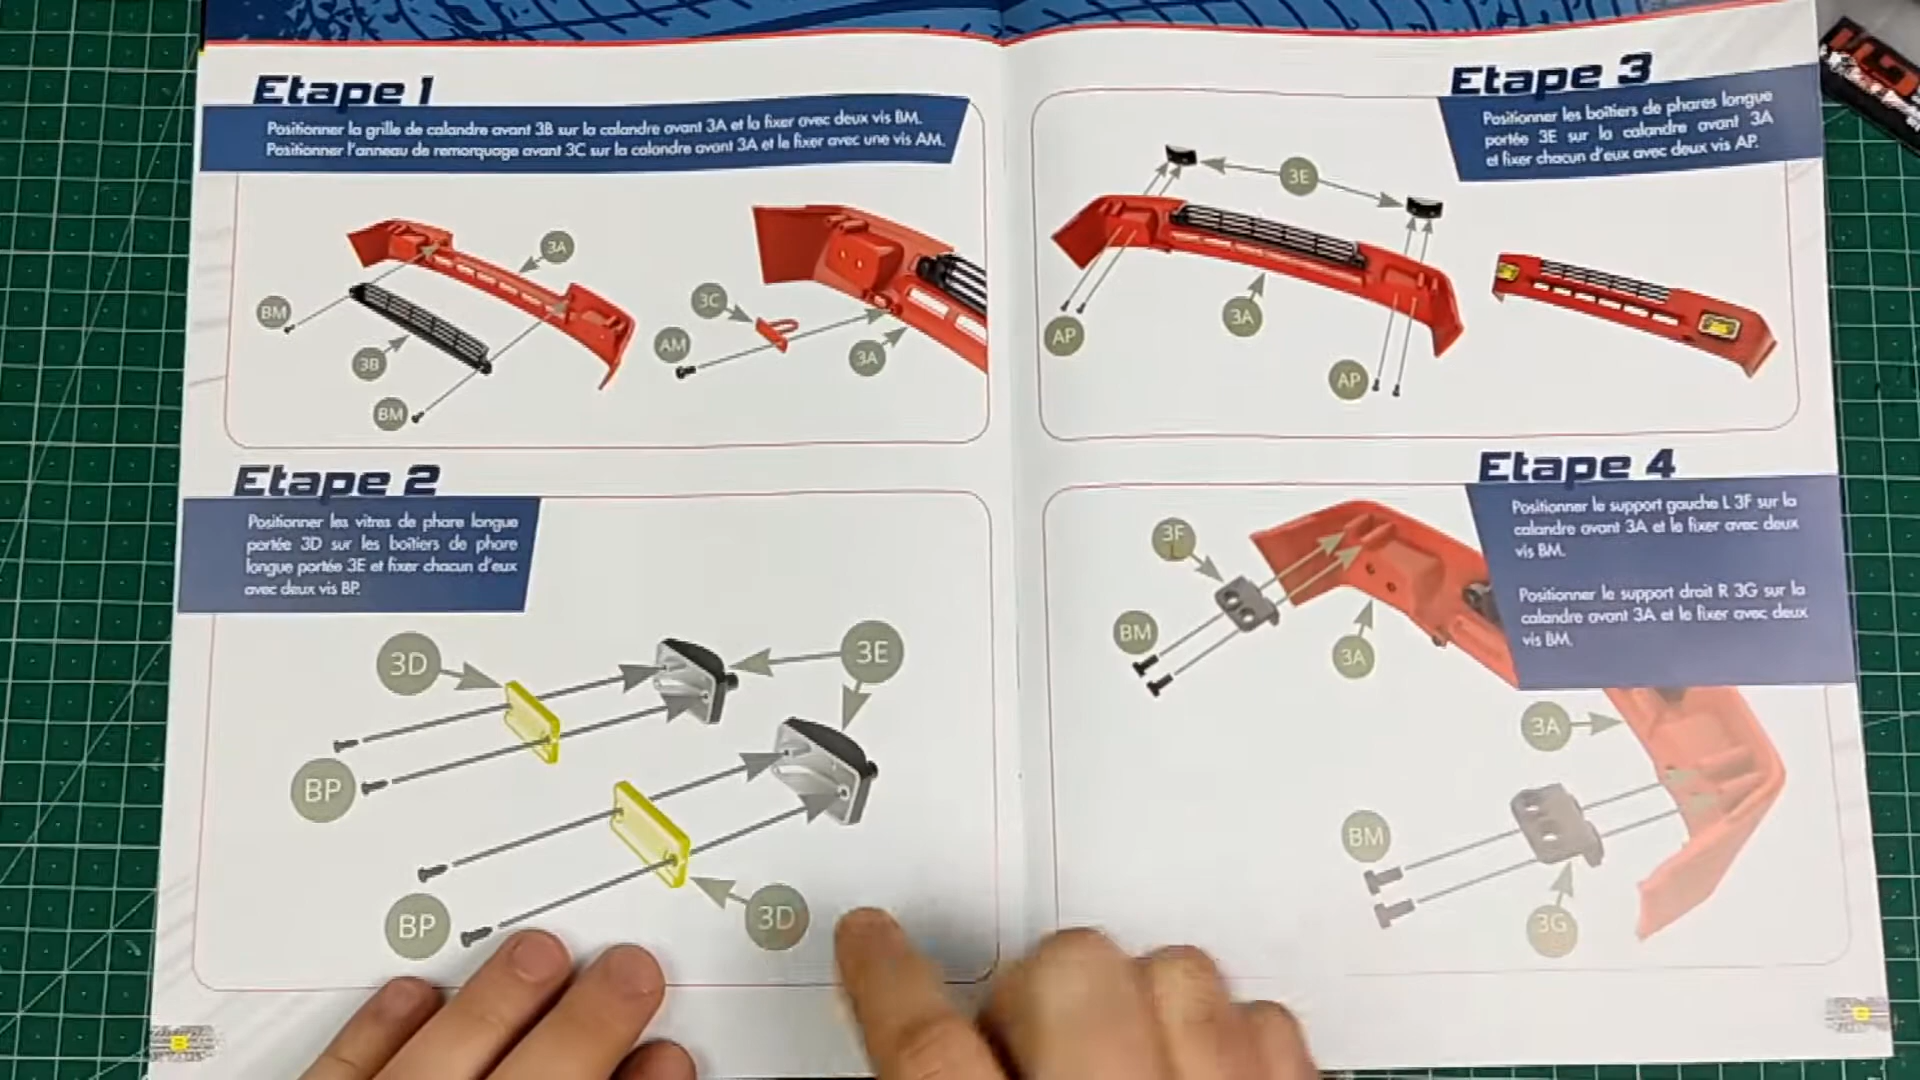 Etape 1
Positionner la grille de calandre avant 3B sur la calandre avant 3A et la fixer avec deux vis BM.
Positionner l'anneau de remorquage avant 3C sur la calandre avant 3A et le fixer avec une vis AM.
3A
BM
3B
BM
3C
AM
3A
Etape 2
Positionner les vitres de phare longue
portée 3D sur les boîtiers de phare
longue portée 3E et fixer chacun d'eux
avec deux vis BP.
3D
3E
BP
BP
3D
Etape 3
Positionner les boîtiers de phares longue
portée 3E sur la calandre avant 3A
et fixer chacun d'eux avec deux vis AP.
3E
3A
AP
AP
Etape 4
Positionner le support gauche L 3F sur la
calandre avant 3A et le fixer avec deux
vis BM.
Positionner le support droit R 3G sur la
calandre avant 3A et le fixer avec deux
vis BM.
3F
BM
3A
3A
BM
3G